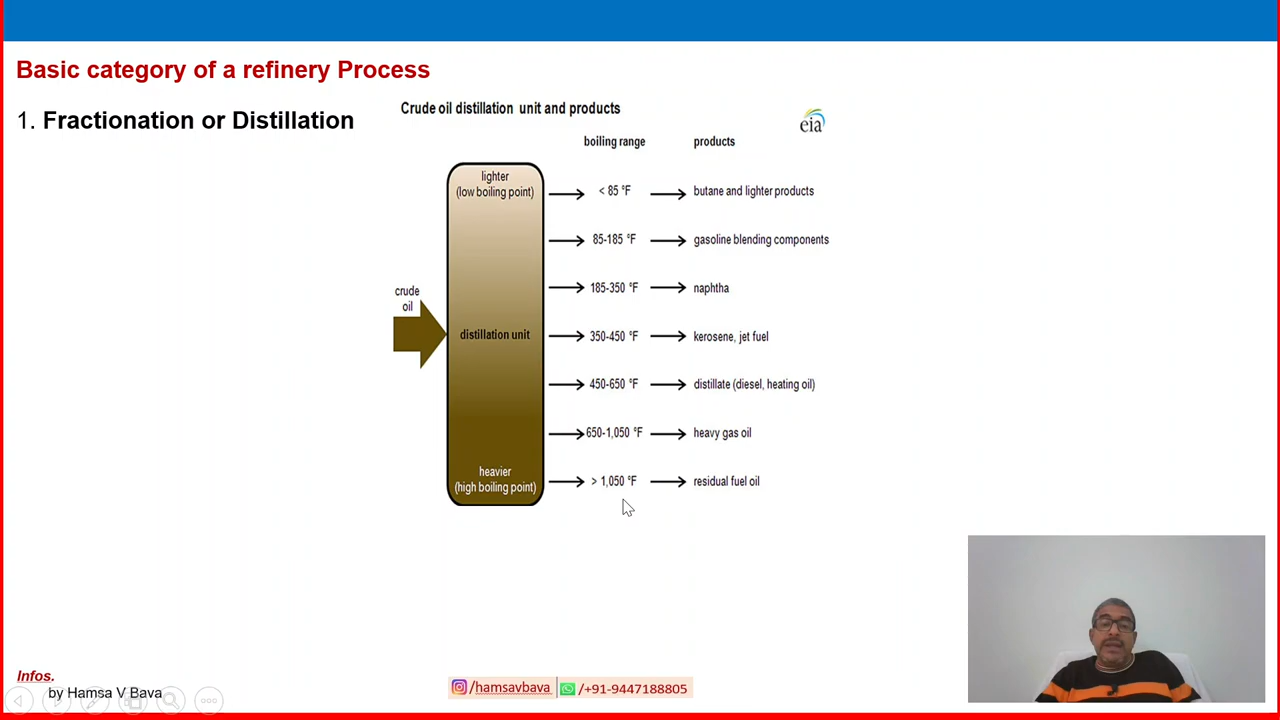 Basic category of a refinery Process
1. Fractionation or Distillation
Crude oil distillation unit and products
eia
boiling range products
lighter
(low boiling point)
< 85 °F butane and lighter products
85-185 °F gasoline blending components
185-350 °F naphtha
crude
oil
distillation unit
350-450 °F kerosene, jet fuel
450-650 °F distillate (diesel, heating oil)
650-1,050 °F heavy gas oil
heavier
(high boiling point)
> 1,050 °F residual fuel oil
Infos.
by Hamsa V Bava
/hamsavbava /+91-9447188805